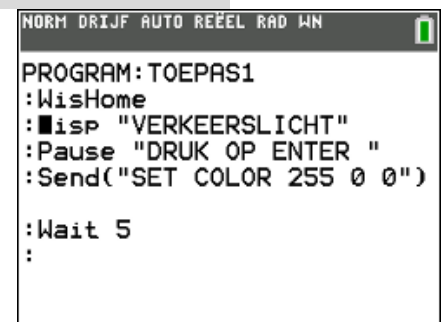 NORM DRIJF AUTO REËEL RAD WN
PROGRAM:TOEPAS1
:WisHome
:isp "VERKEERSLICHT"
:Pause "DRUK OP ENTER "
:Send("SET COLOR 255 0 0")
:Wait 5
: